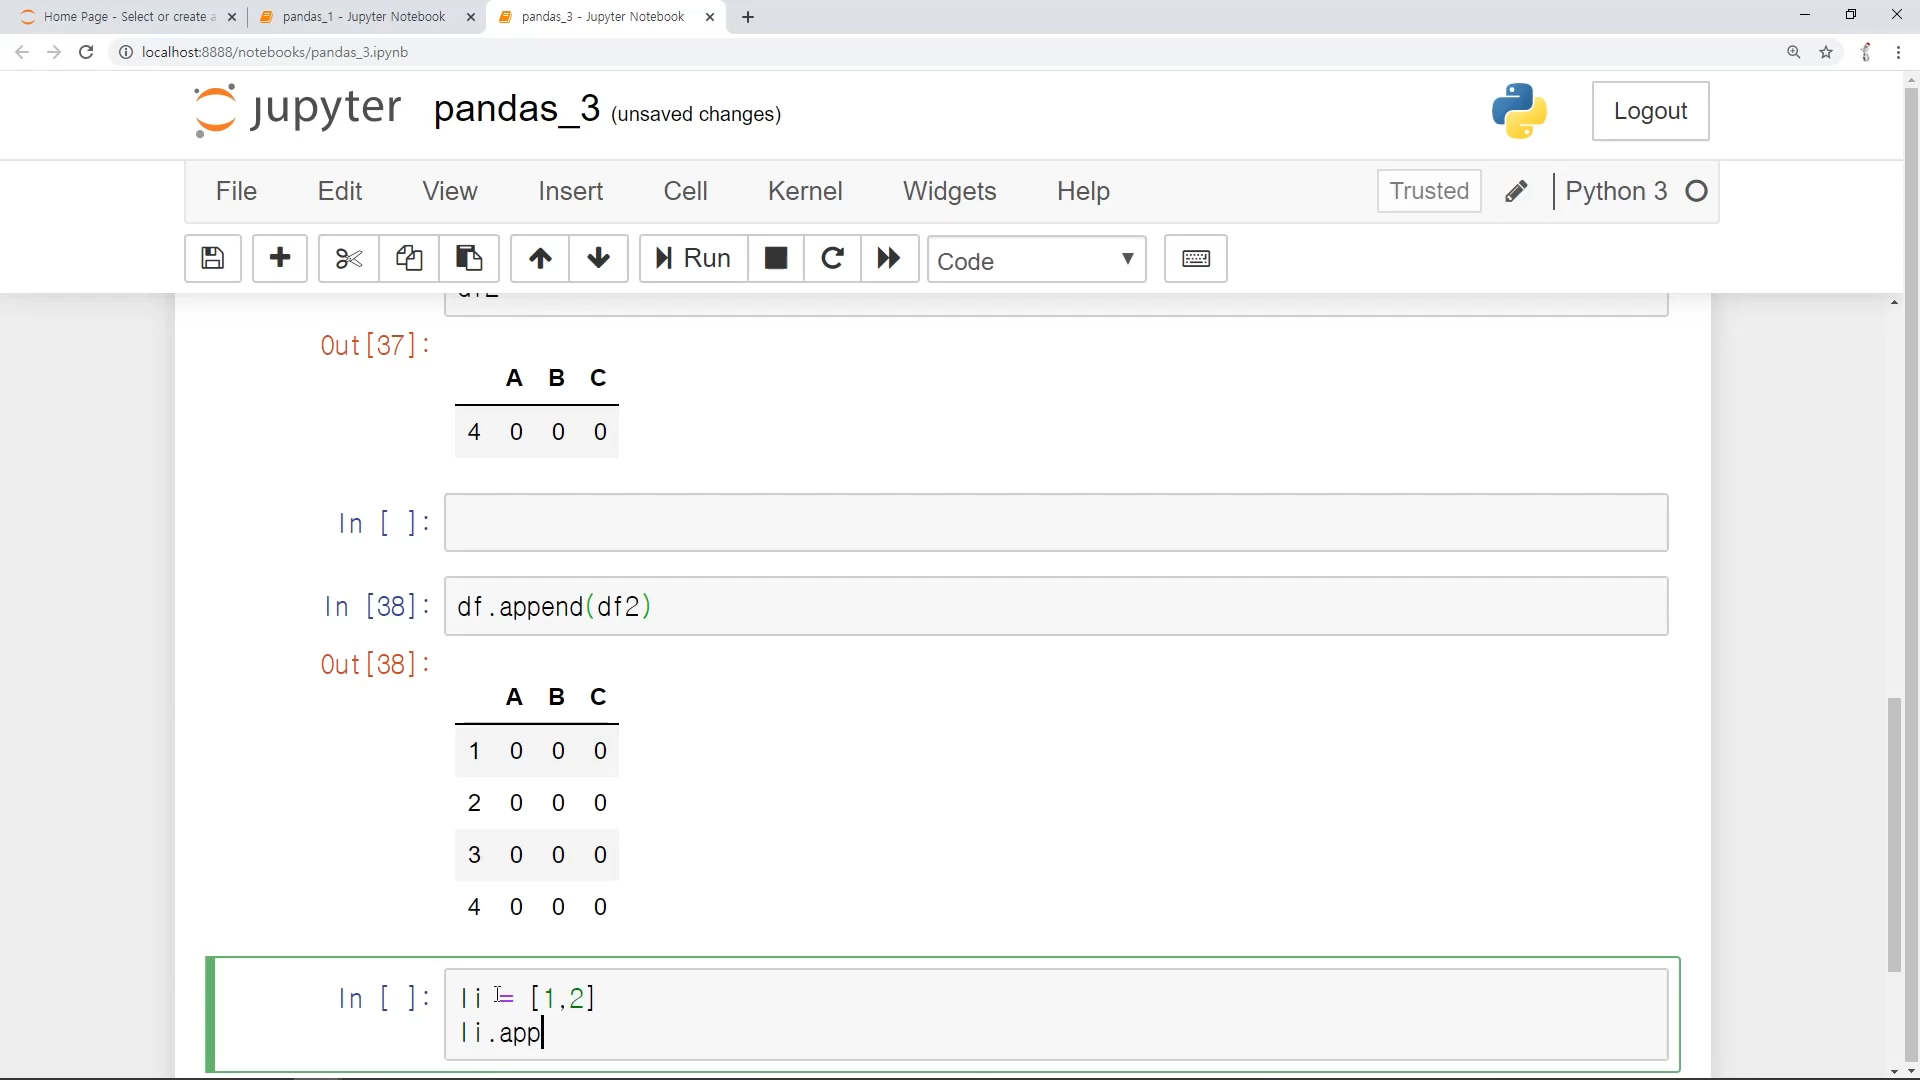 Home Page - Select or create a
pandas_1 - Jupyter Notebook
pandas_3 - Jupyter Notebook
localhost:8888/notebooks/pandas_3.ipynb
jupyter pandas_3 (unsaved changes)
Logout
File Edit View Insert Cell Kernel Widgets Help Trusted Python 3
Run Code
df2
Out[37]:
A B C
4 0 0 0
In [ ]:
In [38]: df.append(df2)
Out[38]:
A B C
1 0 0 0
2 0 0 0
3 0 0 0
4 0 0 0
In [ ]: li = [1,2]
li.app